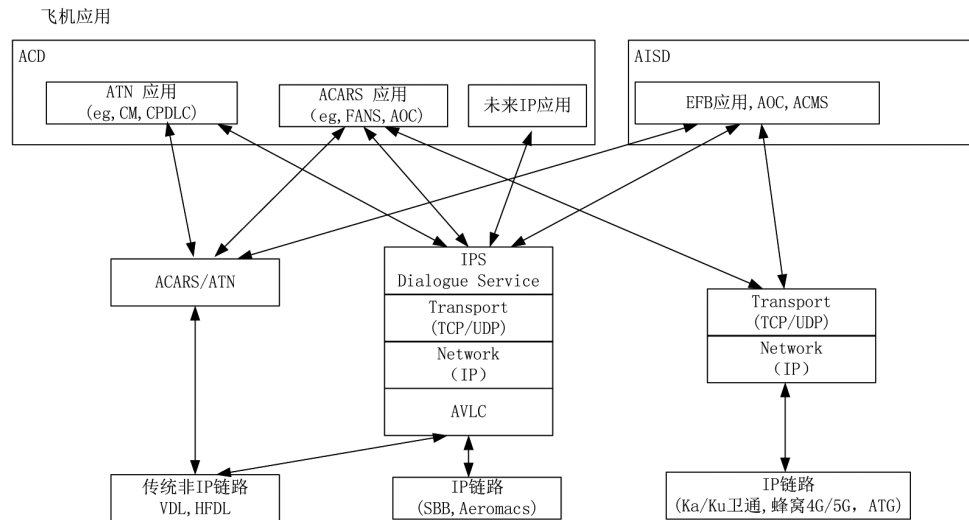 飞机应用
ACD
AISD
ATN 应用
(eg,CM,CPDLC)
ACARS 应用
(eg,FANS,AOC)
未来IP应用
EFB应用,AOC,ACMS
ACARS/ATN
IPS
Dialogue Service
Transport
(TCP/UDP)
Network
(IP)
AVLC
Transport
(TCP/UDP)
Network
(IP)
传统非IP链路
VDL,HFDL
IP链路
(SBB,Aeromacs)
IP链路
(Ka/Ku卫通,蜂窝4G/5G，ATG)